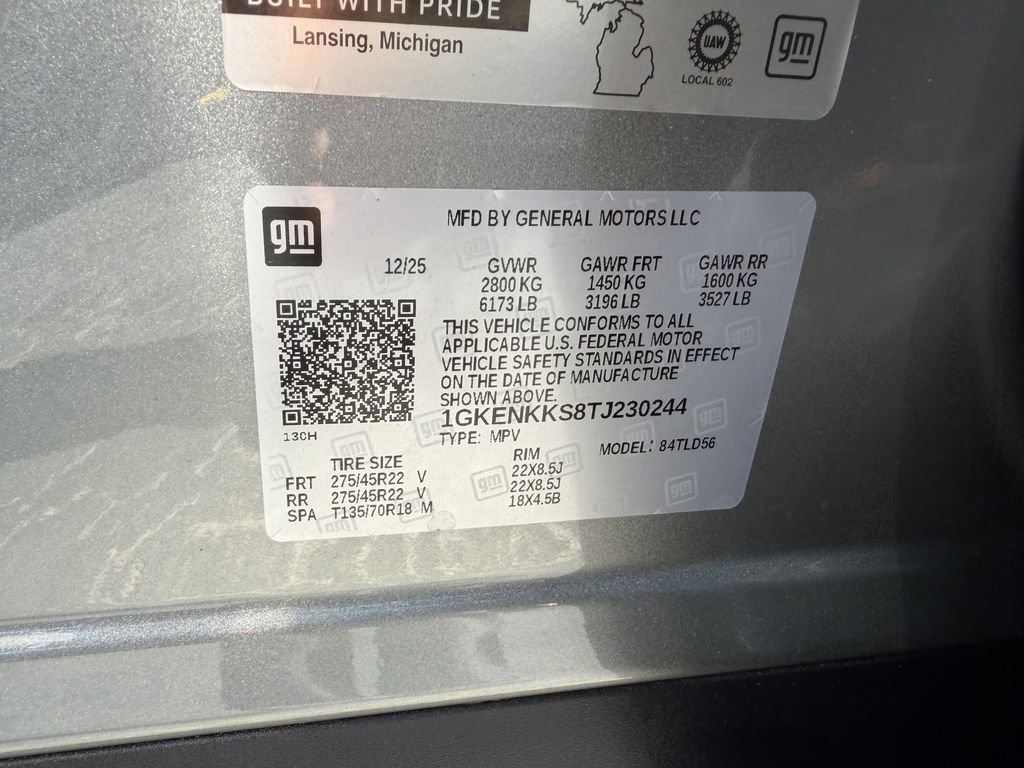 BUILT WITH PRIDE
Lansing, Michigan
UAW
LOCAL 602
gm
gm
MFD BY GENERAL MOTORS LLC
12/25
GVWR GAWR FRT GAWR RR
2800 KG 1450 KG 1600 KG
6173 LB 3196 LB 3527 LB
THIS VEHICLE CONFORMS TO ALL
APPLICABLE U.S. FEDERAL MOTOR
VEHICLE SAFETY STANDARDS IN EFFECT
ON THE DATE OF MANUFACTURE
SHOWN ABOVE.
1GKENKKS8TJ230244
130H
TYPE: MPV MODEL: 84TLD56
TIRE SIZE RIM
FRT 275/45R22 V 22X8.5J
RR 275/45R22 V 22X8.5J
SPA T135/70R18 M 18X4.5B